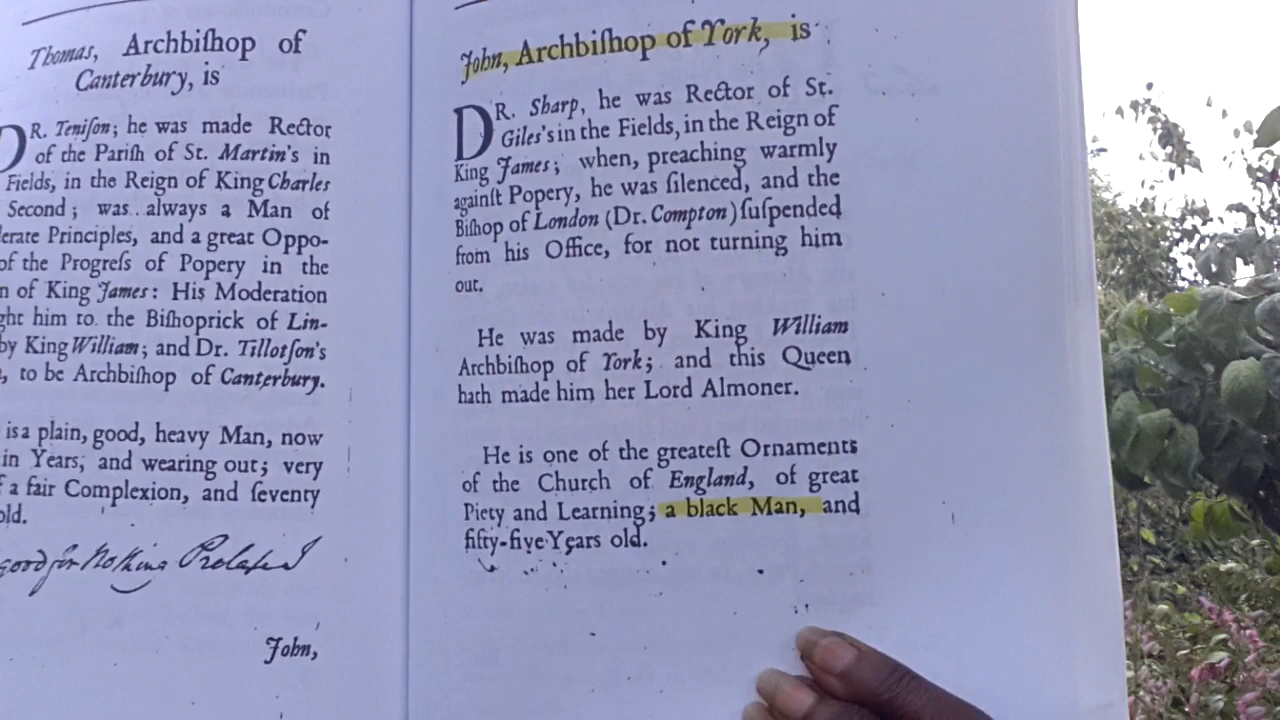 Thomas, Archbiſhop of
Canterbury, is
DR. Teniſon; he was made Rector
of the Pariſh of St. Martin's in
Fields, in the Reign of King Charles
Second; was always a Man of
erate Principles, and a great Oppo-
of the Progreſs of Popery in the
n of King James: His Moderation
ght him to the Biſhoprick of Lin-
by King William; and Dr. Tillotſon's
, to be Archbiſhop of Canterbury.
is a plain, good, heavy Man, now
in Years, and wearing out; very
f a fair Complexion, and ſeventy
old.
good for Nothing
John,
John, Archbiſhop of York, is
DR. Sharp, he was Rector of St.
Giles's in the Fields, in the Reign of
King James; when, preaching warmly
againſt Popery, he was ſilenced, and the
Biſhop of London (Dr. Compton) ſuſpended
from his Office, for not turning him
out.
He was made by King William
Archbiſhop of York; and this Queen
hath made him her Lord Almoner.
He is one of the greateſt Ornaments
of the Church of England, of great
Piety and Learning; a black Man, and
fifty-five Years old.